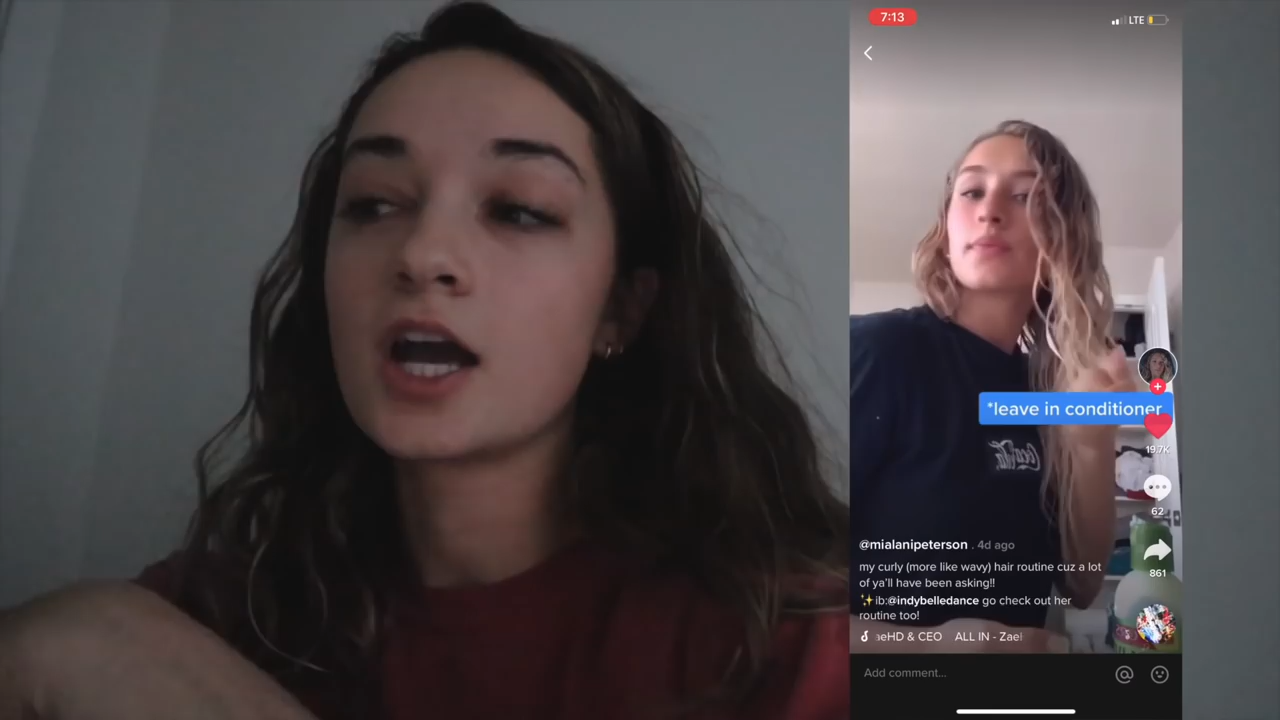 7:13
LTE
*leave in conditioner
19.7K
62
861
@mialanipeterson . 4d ago
my curly (more like wavy) hair routine cuz a lot
of ya'll have been asking!!
✨ib:@indybelledance go check out her
routine too!
aeHD & CEO ALL IN - Zael
Add comment...